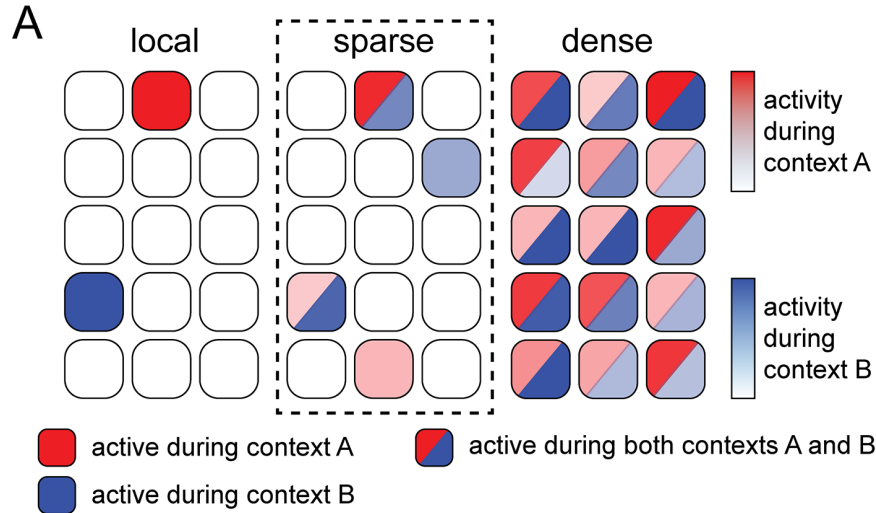 A
local
sparse
dense
activity
during
context A
activity
during
context B
active during context A
active during both contexts A and B
active during context B